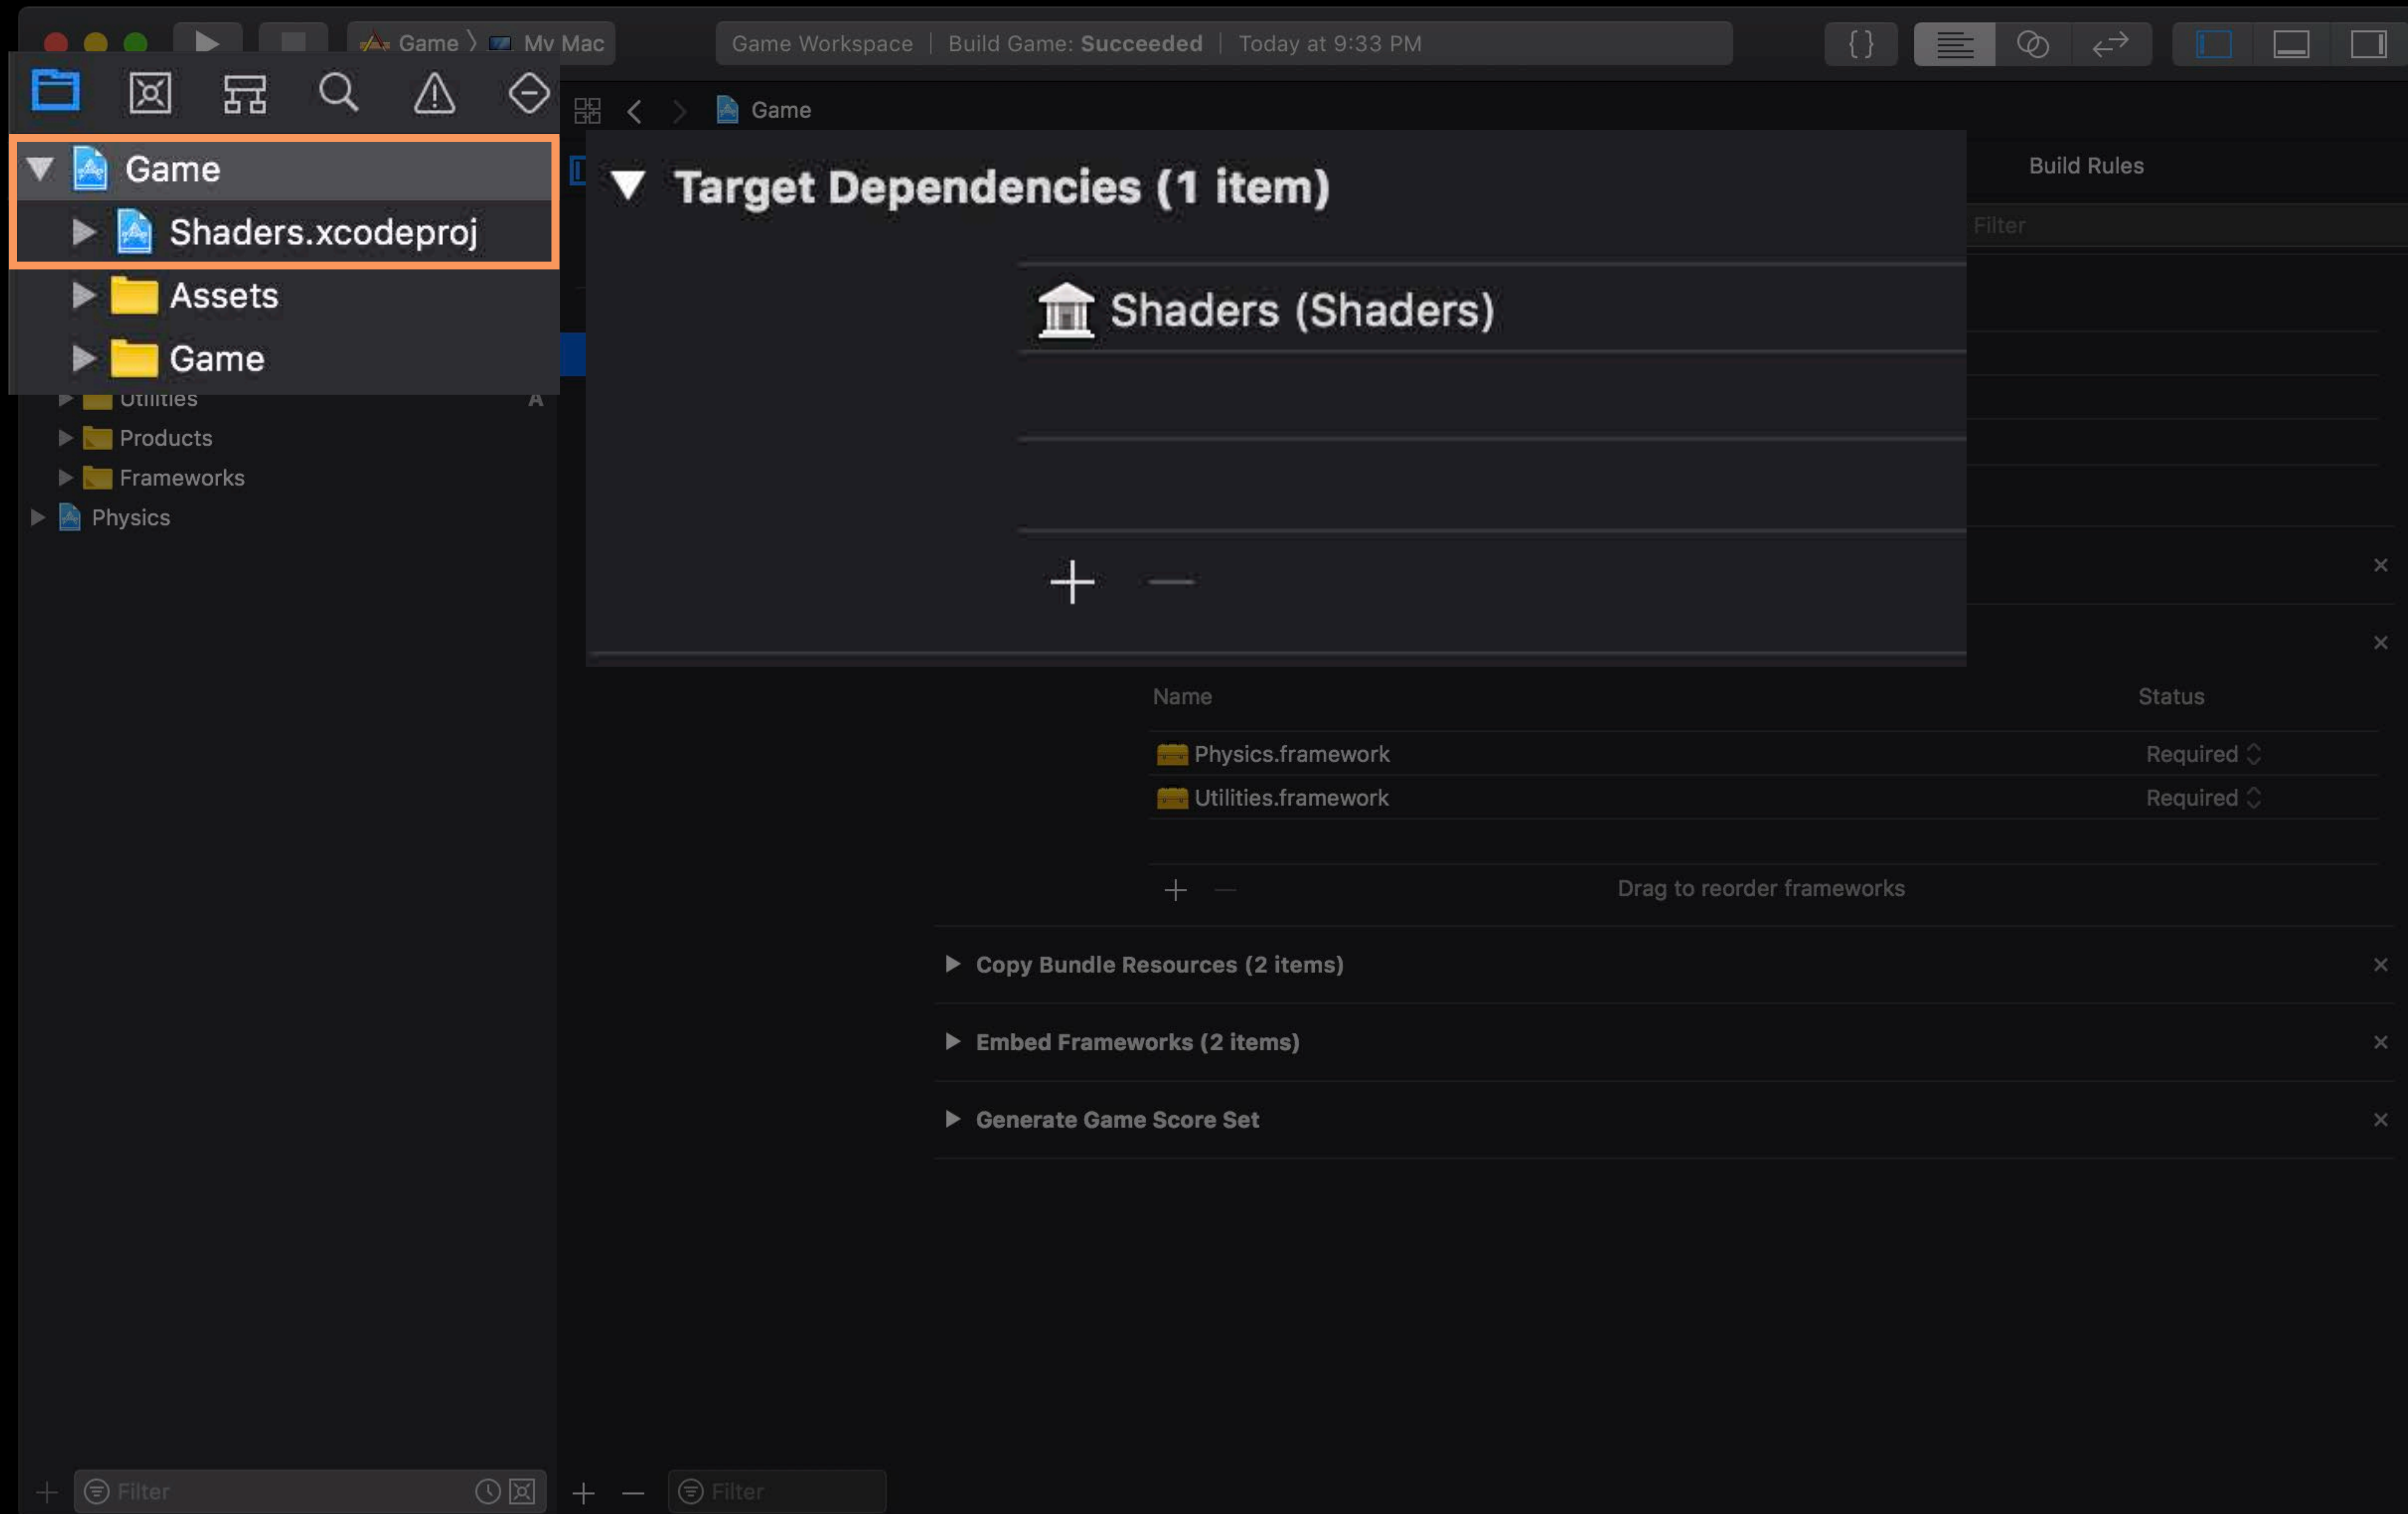 Game 〉 My Mac
Game Workspace | Build Game: Succeeded | Today at 9:33 PM
{ }
Game
Game
Shaders.xcodeproj
Assets
Game
Utilities A
Products
Frameworks
Physics
Build Rules
Filter
Target Dependencies (1 item)
Shaders (Shaders)
Name Status
Physics.framework Required
Utilities.framework Required
Drag to reorder frameworks
Copy Bundle Resources (2 items)
Embed Frameworks (2 items)
Generate Game Score Set
Filter
Filter